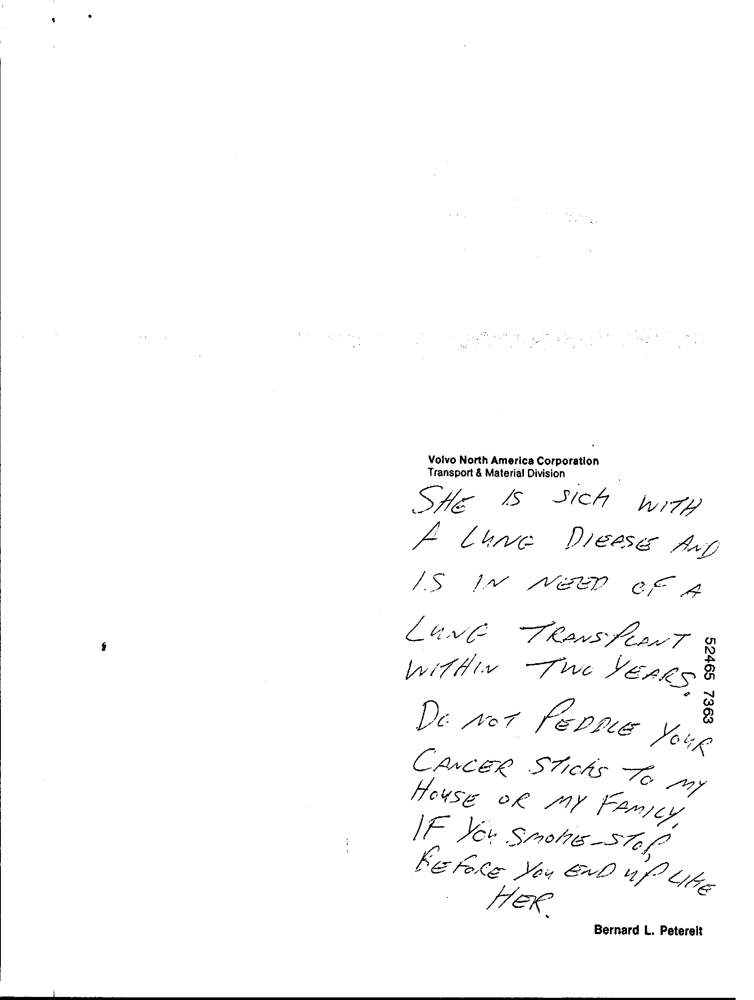 Volvo North America Corporation
Transport & Material Division
SHE IS SICK WITH
A LUNG DIEASE AND
IS IN NEED OF A
LUNG TRANSPLANT
WITHIN TWO YEARS.
DO NOT PEDDLE YOUR
CANCER STICKS TO MY
HOUSE OR MY FAMILY.
IF YOU SMOKE-STOP,
BEFORE YOU END UP LIKE
HER.
Bernard L. Petereit
52465 7363